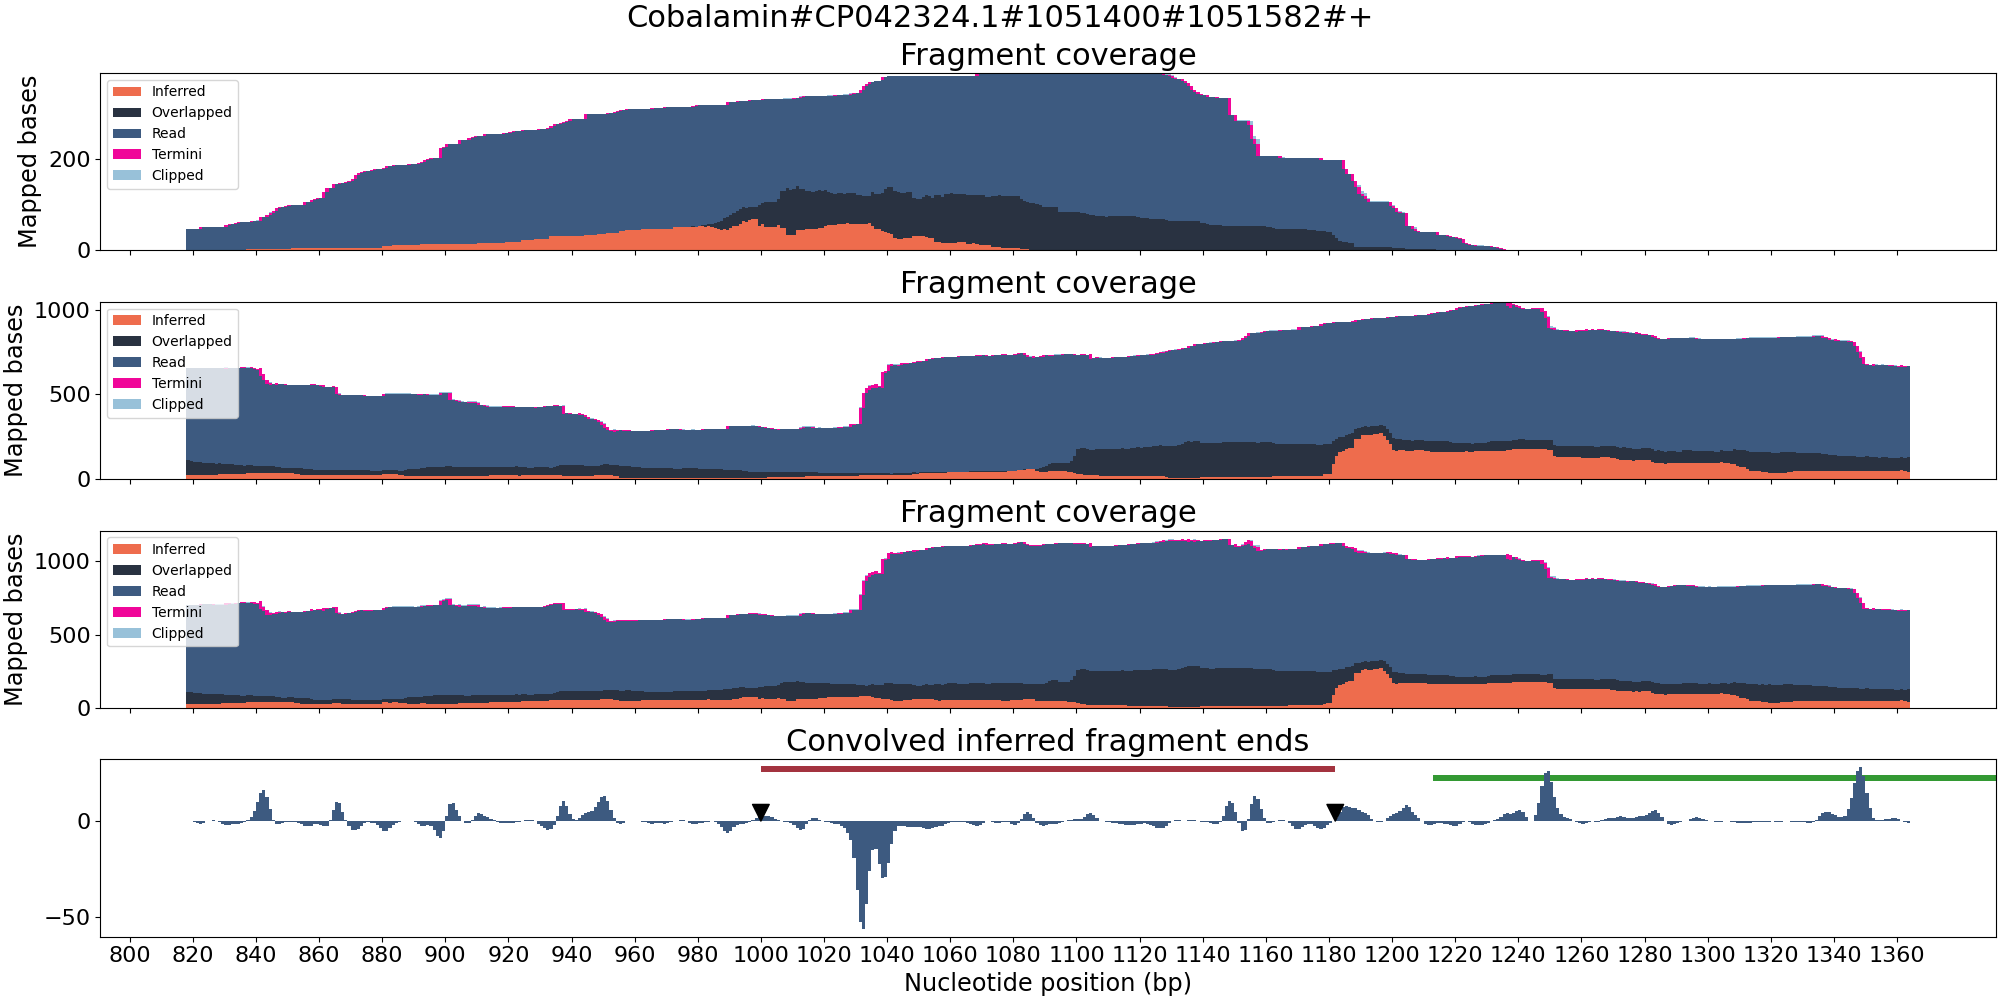 Cobalamin#CP042324.1#1051400#1051582#+
Fragment coverage
Mapped bases
200
0
Inferred
Overlapped
Read
Termini
Clipped
Fragment coverage
Mapped bases
1000
500
0
Inferred
Overlapped
Read
Termini
Clipped
Fragment coverage
Mapped bases
1000
500
0
Inferred
Overlapped
Read
Termini
Clipped
Convolved inferred fragment ends
0
−50
800 820 840 860 880 900 920 940 960 980 1000 1020 1040 1060 1080 1100 1120 1140 1160 1180 1200 1220 1240 1260 1280 1300 1320 1340 1360
Nucleotide position (bp)